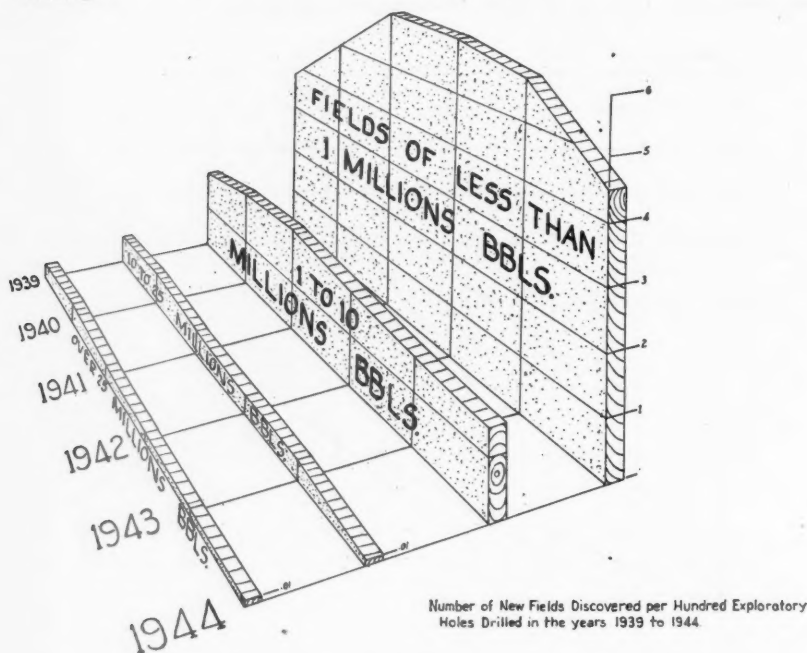 FIELDS OF LESS THAN
1 MILLIONS BBLS.
1 TO 10
MILLIONS BBLS
10 TO 25 MILLIONS BBLS.
OVER 25 MILLIONS BBLS.
6
5
4
3
2
1
.01
.01
1939
1940
1941
1942
1943
1944
Number of New Fields Discovered per Hundred Exploratory
Holes Drilled in the years 1939 to 1944.